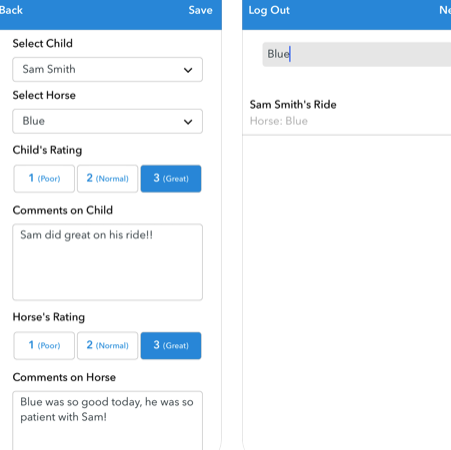 Back Save
Select Child
Sam Smith
Select Horse
Blue
Child's Rating
1 (Poor) 2 (Normal) 3 (Great)
Comments on Child
Sam did great on his ride!!
Horse's Rating
1 (Poor) 2 (Normal) 3 (Great)
Comments on Horse
Blue was so good today, he was so
patient with Sam!
Log Out
Blue
Sam Smith's Ride
Horse: Blue